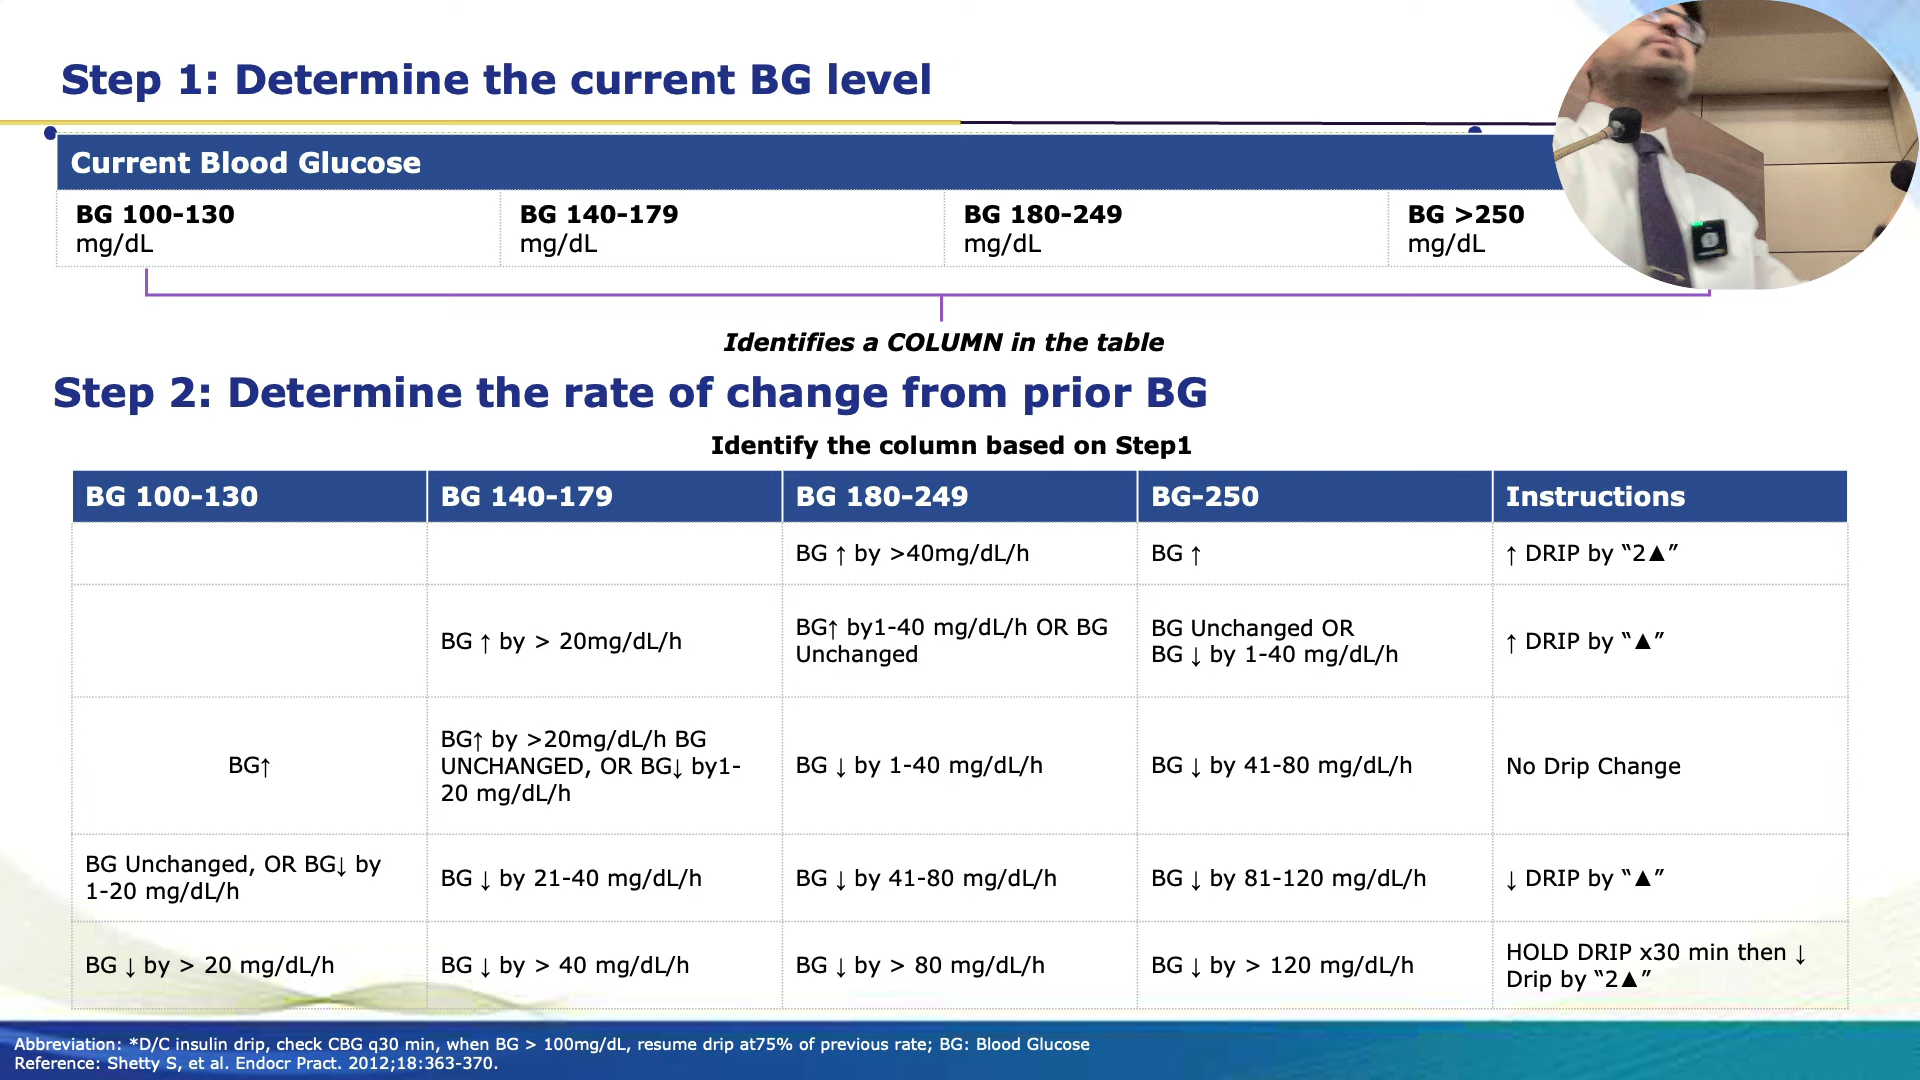 Step 1: Determine the current BG level
Current Blood Glucose
BG 100-130
mg/dL
BG 140-179
mg/dL
BG 180-249
mg/dL
BG >250
mg/dL
Identifies a COLUMN in the table
Step 2: Determine the rate of change from prior BG
Identify the column based on Step1
BG 100-130
BG 140-179
BG 180-249
BG-250
Instructions
BG ↑ by >40mg/dL/h
BG ↑
↑ DRIP by “2▲”
BG ↑ by > 20mg/dL/h
BG↑ by1-40 mg/dL/h OR BG
Unchanged
BG Unchanged OR
BG ↓ by 1-40 mg/dL/h
↑ DRIP by “▲”
BG↑
BG↑ by >20mg/dL/h BG
UNCHANGED, OR BG↓ by1-
20 mg/dL/h
BG ↓ by 1-40 mg/dL/h
BG ↓ by 41-80 mg/dL/h
No Drip Change
BG Unchanged, OR BG↓ by
1-20 mg/dL/h
BG ↓ by 21-40 mg/dL/h
BG ↓ by 41-80 mg/dL/h
BG ↓ by 81-120 mg/dL/h
↓ DRIP by “▲”
BG ↓ by > 20 mg/dL/h
BG ↓ by > 40 mg/dL/h
BG ↓ by > 80 mg/dL/h
BG ↓ by > 120 mg/dL/h
HOLD DRIP x30 min then ↓
Drip by “2▲”
Abbreviation: *D/C insulin drip, check CBG q30 min, when BG > 100mg/dL, resume drip at75% of previous rate; BG: Blood Glucose
Reference: Shetty S, et al. Endocr Pract. 2012;18:363-370.